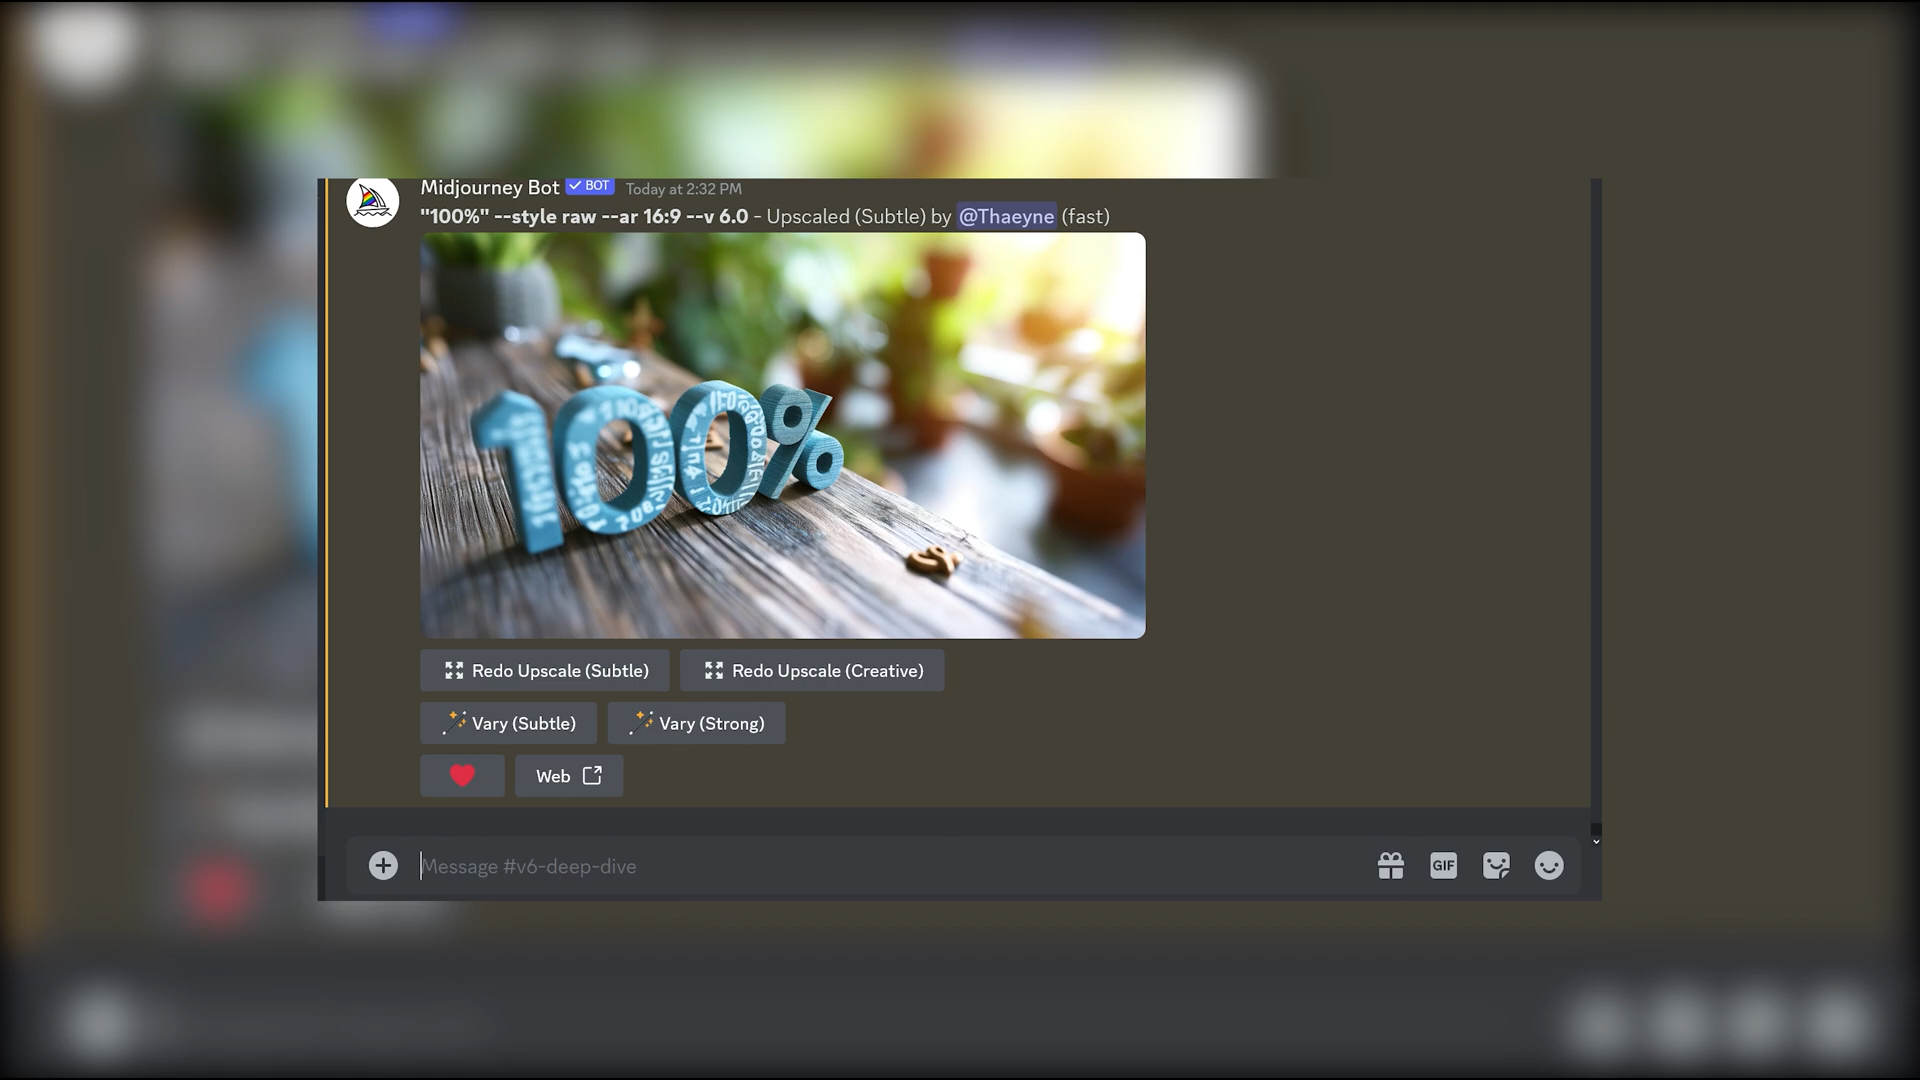 Midjourney Bot BOT Today at 2:32 PM
"100%" --style raw --ar 16:9 --v 6.0 - Upscaled (Subtle) by @Thaeyne (fast)
100%
Redo Upscale (Subtle) Redo Upscale (Creative)
Vary (Subtle) Vary (Strong)
Web
Message #v6-deep-dive GIF